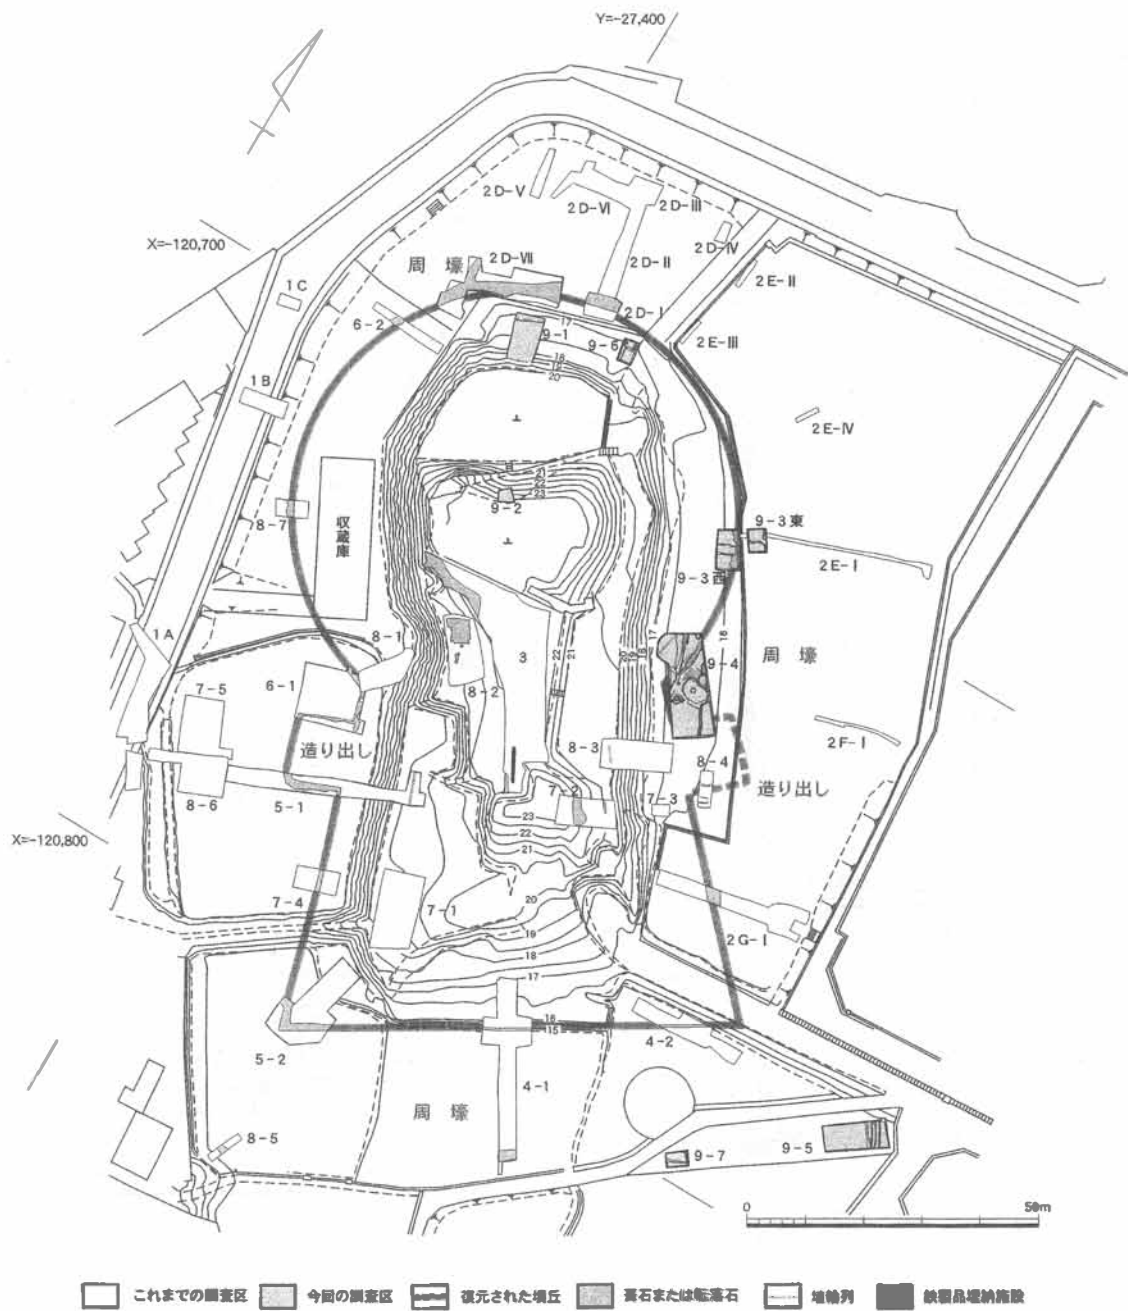 Y=-27,400
2D-V
2D-VI
2D-III
2D-IV
X=-120,700
周 壕
2D-VII
2D-II
2E-II
1C
6-2
17
9-1
2D-I
9-6
2E-III
18
19
20
1B
2E-IV
21
22
23
9-2
8-7
収蔵庫
9-3東
9-3西
2E-I
1A
8-1
1
3
22
21
20
19
18
17
16
9-4
周 壕
7-5
6-1
8-2
造り出し
8-3
8-4
2F-I
造り出し
8-6
5-1
7-2
7-3
23
22
21
X=-120,800
7-4
7-1
20
19
18
17
2G-I
16
15
5-2
4-2
4-1
周 壕
8-5
9-7
9-5
0
50m
これまでの調査区 今回の調査区 復元された墳丘 葺石または転落石 埴輪列 鉄製品埋納施設